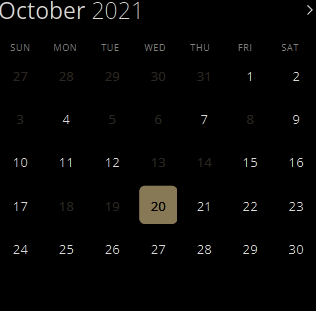 October 2021
SUN MON TUE WED THU FRI SAT
27 28 29 30 31 1 2
3 4 5 6 7 8 9
10 11 12 13 14 15 16
17 18 19 20 21 22 23
24 25 26 27 28 29 30